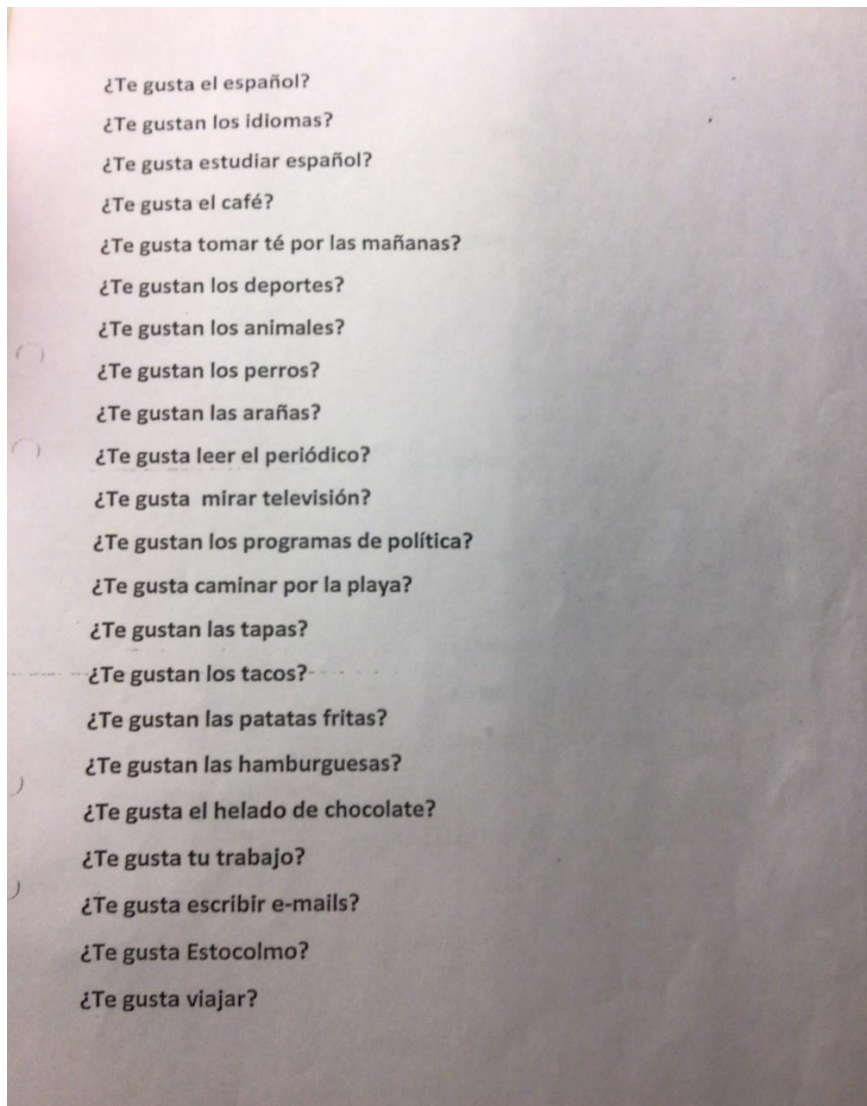 ¿Te gusta el español?
¿Te gustan los idiomas?
¿Te gusta estudiar español?
¿Te gusta el café?
¿Te gusta tomar té por las mañanas?
¿Te gustan los deportes?
¿Te gustan los animales?
¿Te gustan los perros?
¿Te gustan las arañas?
¿Te gusta leer el periódico?
¿Te gusta  mirar televisión?
¿Te gustan los programas de política?
¿Te gusta caminar por la playa?
¿Te gustan las tapas?
¿Te gustan los tacos?
¿Te gustan las patatas fritas?
¿Te gustan las hamburguesas?
¿Te gusta el helado de chocolate?
¿Te gusta tu trabajo?
¿Te gusta escribir e-mails?
¿Te gusta Estocolmo?
¿Te gusta viajar?